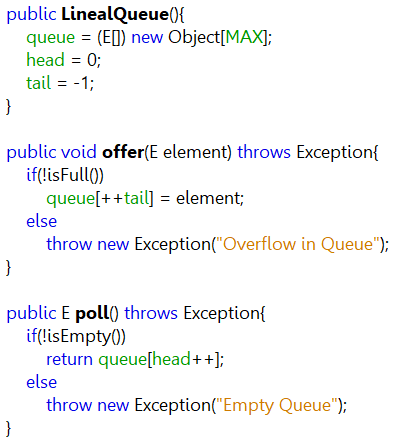 public LinealQueue(){
queue = (E[]) new Object[MAX];
head = 0;
tail = -1;
}
public void offer(E element) throws Exception{
if(!isFull())
queue[++tail] = element;
else
throw new Exception("Overflow in Queue");
}
public E poll() throws Exception{
if(!isEmpty())
return queue[head++];
else
throw new Exception("Empty Queue");
}